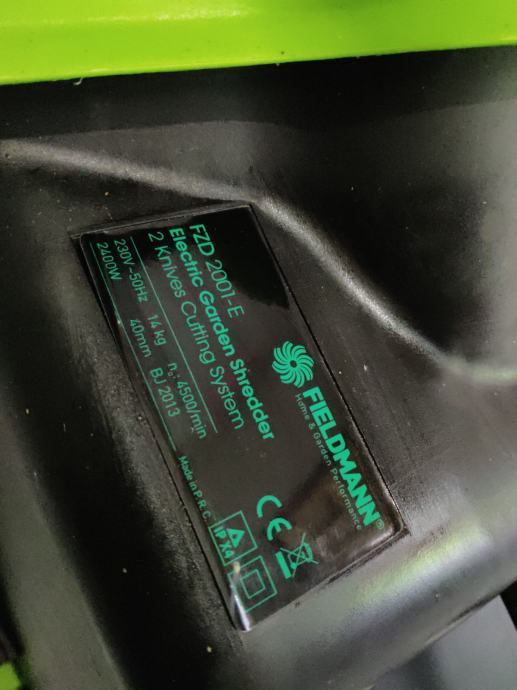 FIELDMANN®
Home & Garden Performance
FZD 2001-E
Electric Garden Shredder
2 Knives Cutting System
230V~50Hz 14 kg n₀: 4500/min
2400W 40mm BJ 2013
Made in P.R.C.
IPX4
CE